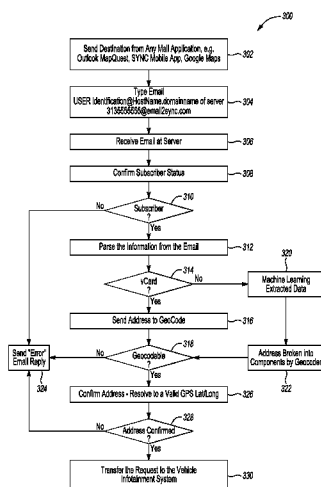 300
Send Destination from Any Mail Application, e.g.
Outlook MapQuest, SYNC Mobile App, Google Maps
302
Type Email
USER Identification@HostName.domainname of server
3135555555@email2sync.com
304
Receive Email at Server
306
Confirm Subscriber Status
308
No
Subscriber
?
310
Yes
Parse the Information from the Email
312
vCard
?
314
No
320
Machine Learning
Extracted Data
Yes
Send Address to GeoCode
316
Send "Error"
Email Reply
324
No
Geocodable
?
318
Address Broken into
Components by Geocoder
322
Yes
Confirm Address - Resolve to a Valid GPS Lat/Long
326
No
Address Confirmed
?
328
Yes
Transfer the Request to the Vehicle
Infotainment System
330